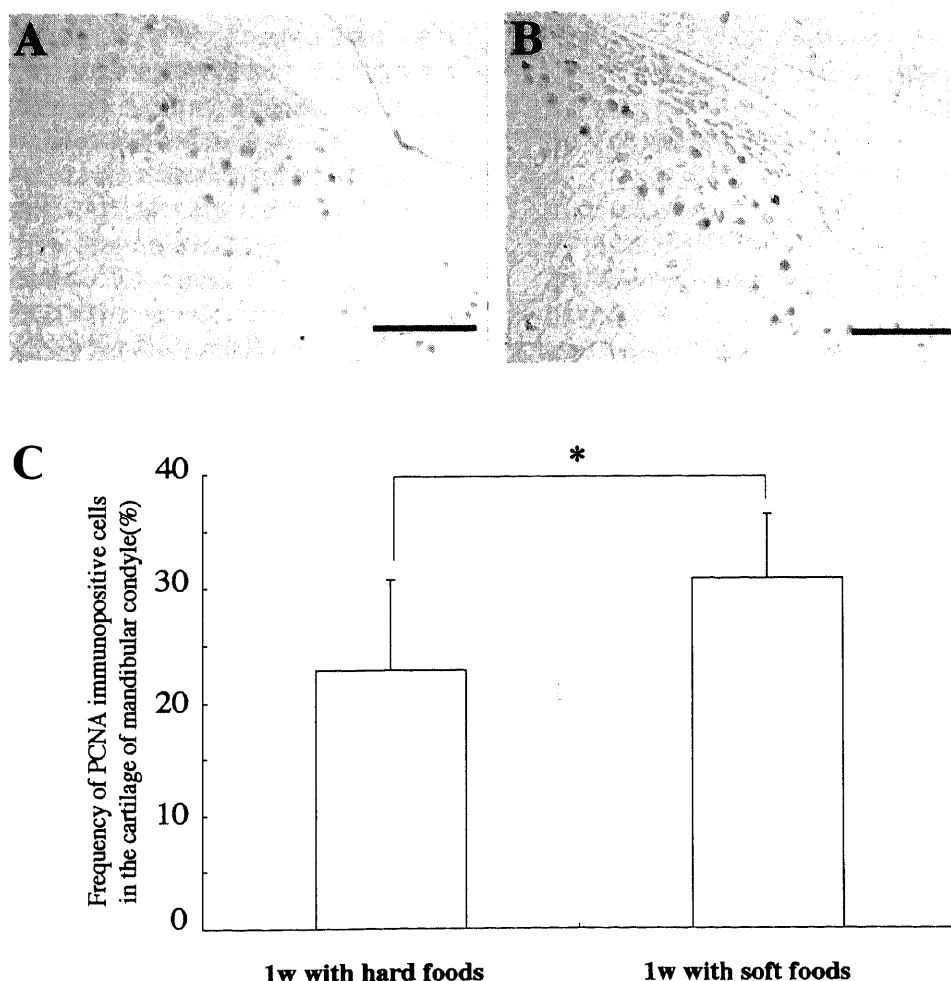 A
B
C
*
Frequency of PCNA immunopositive cells
in the cartilage of mandibular condyle(%)
40
30
20
10
0
1w with hard foods
1w with soft foods